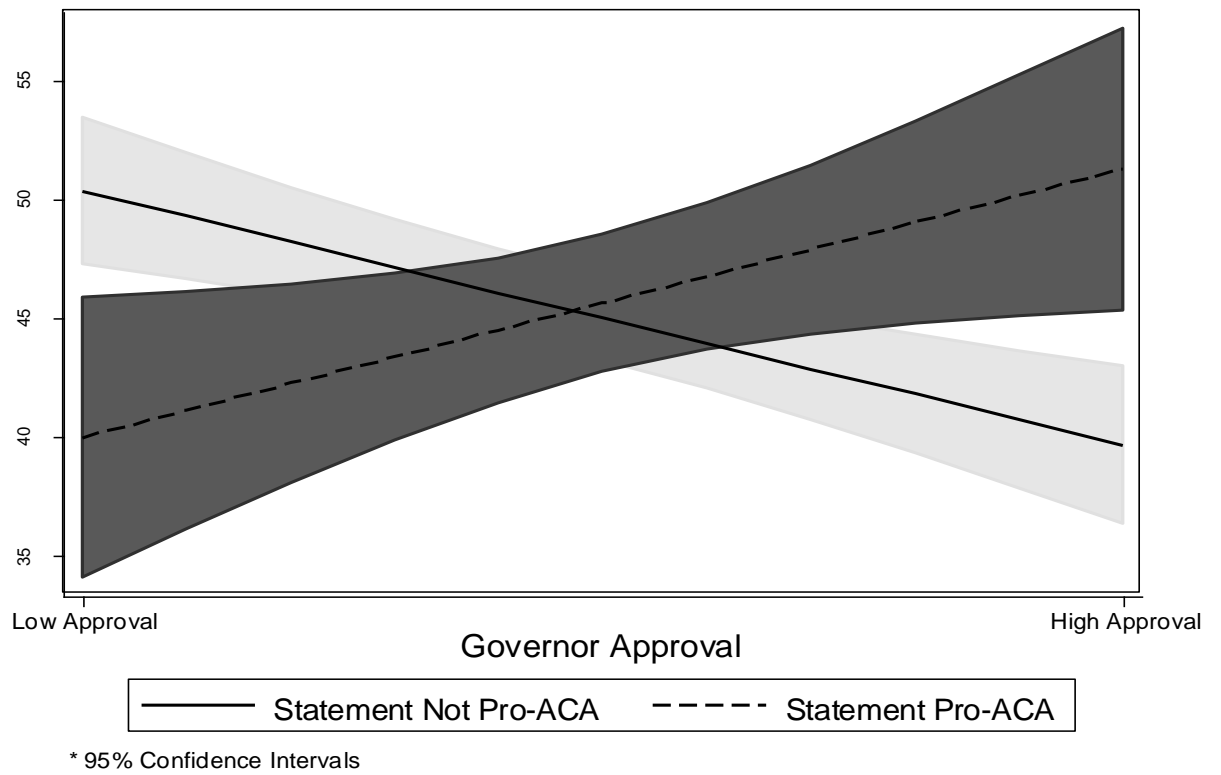 55
50
45
40
35
Low Approval
High Approval
Governor Approval
Statement Not Pro-ACA
Statement Pro-ACA
* 95% Confidence Intervals